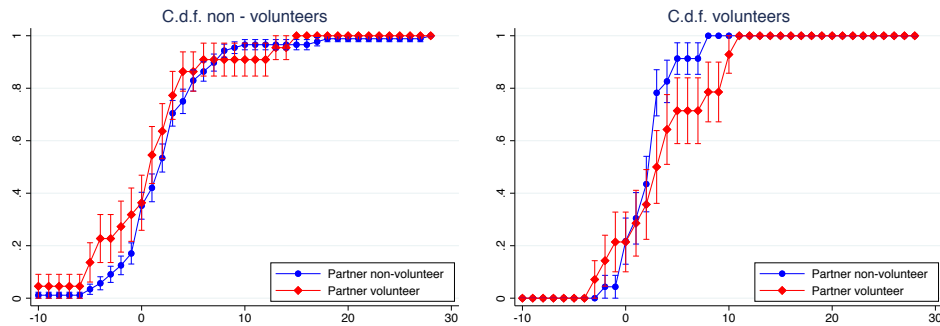 C.d.f. non - volunteers
1
.8
.6
.4
.2
0
-10 0 10 20 30
Partner non-volunteer
Partner volunteer
C.d.f. volunteers
1
.8
.6
.4
.2
0
-10 0 10 20 30
Partner non-volunteer
Partner volunteer